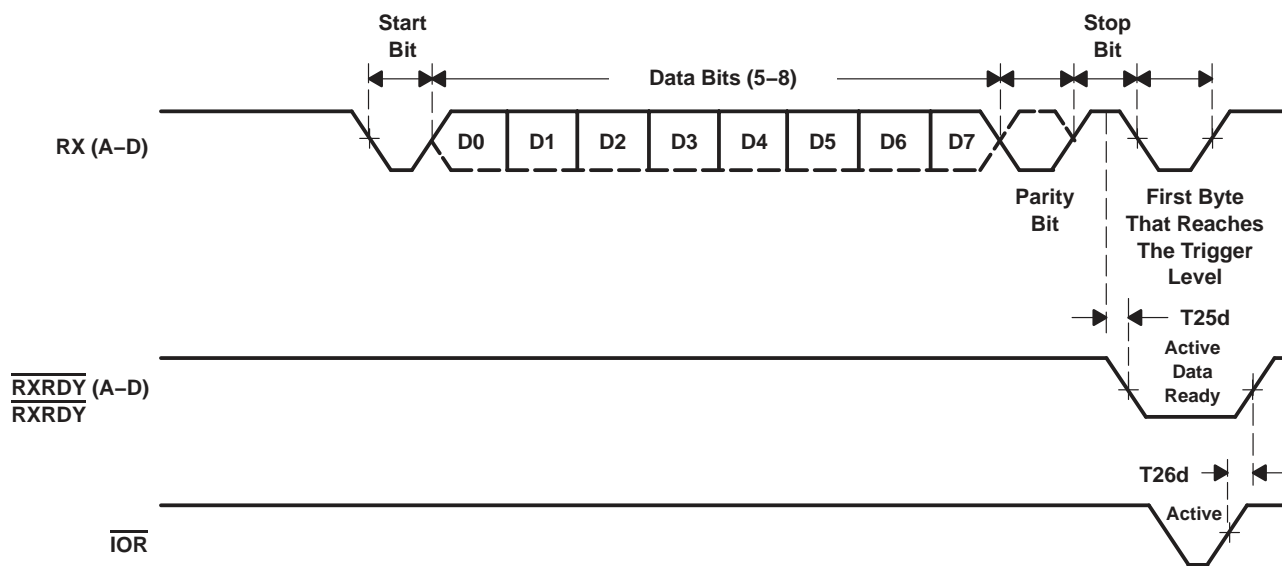 Start
Bit
Data Bits (5−8)
Stop
Bit
RX (A−D)
D0
D1
D2
D3
D4
D5
D6
D7
Parity
Bit
First Byte
That Reaches
The Trigger
Level
T25d
RXRDY (A−D)
RXRDY
Active
Data
Ready
T26d
IOR
Active